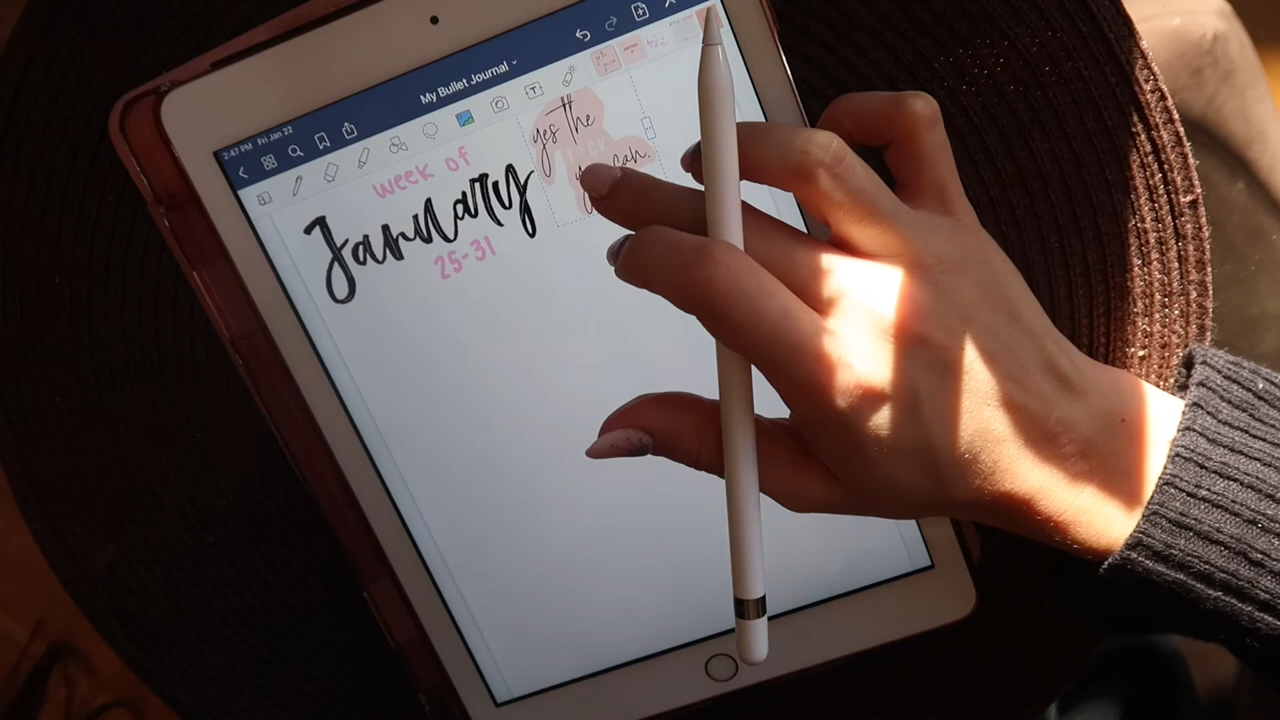 2:47 PM Fri Jan 22
My Bullet Journal
T
week of
January
25-31
yes the
can.